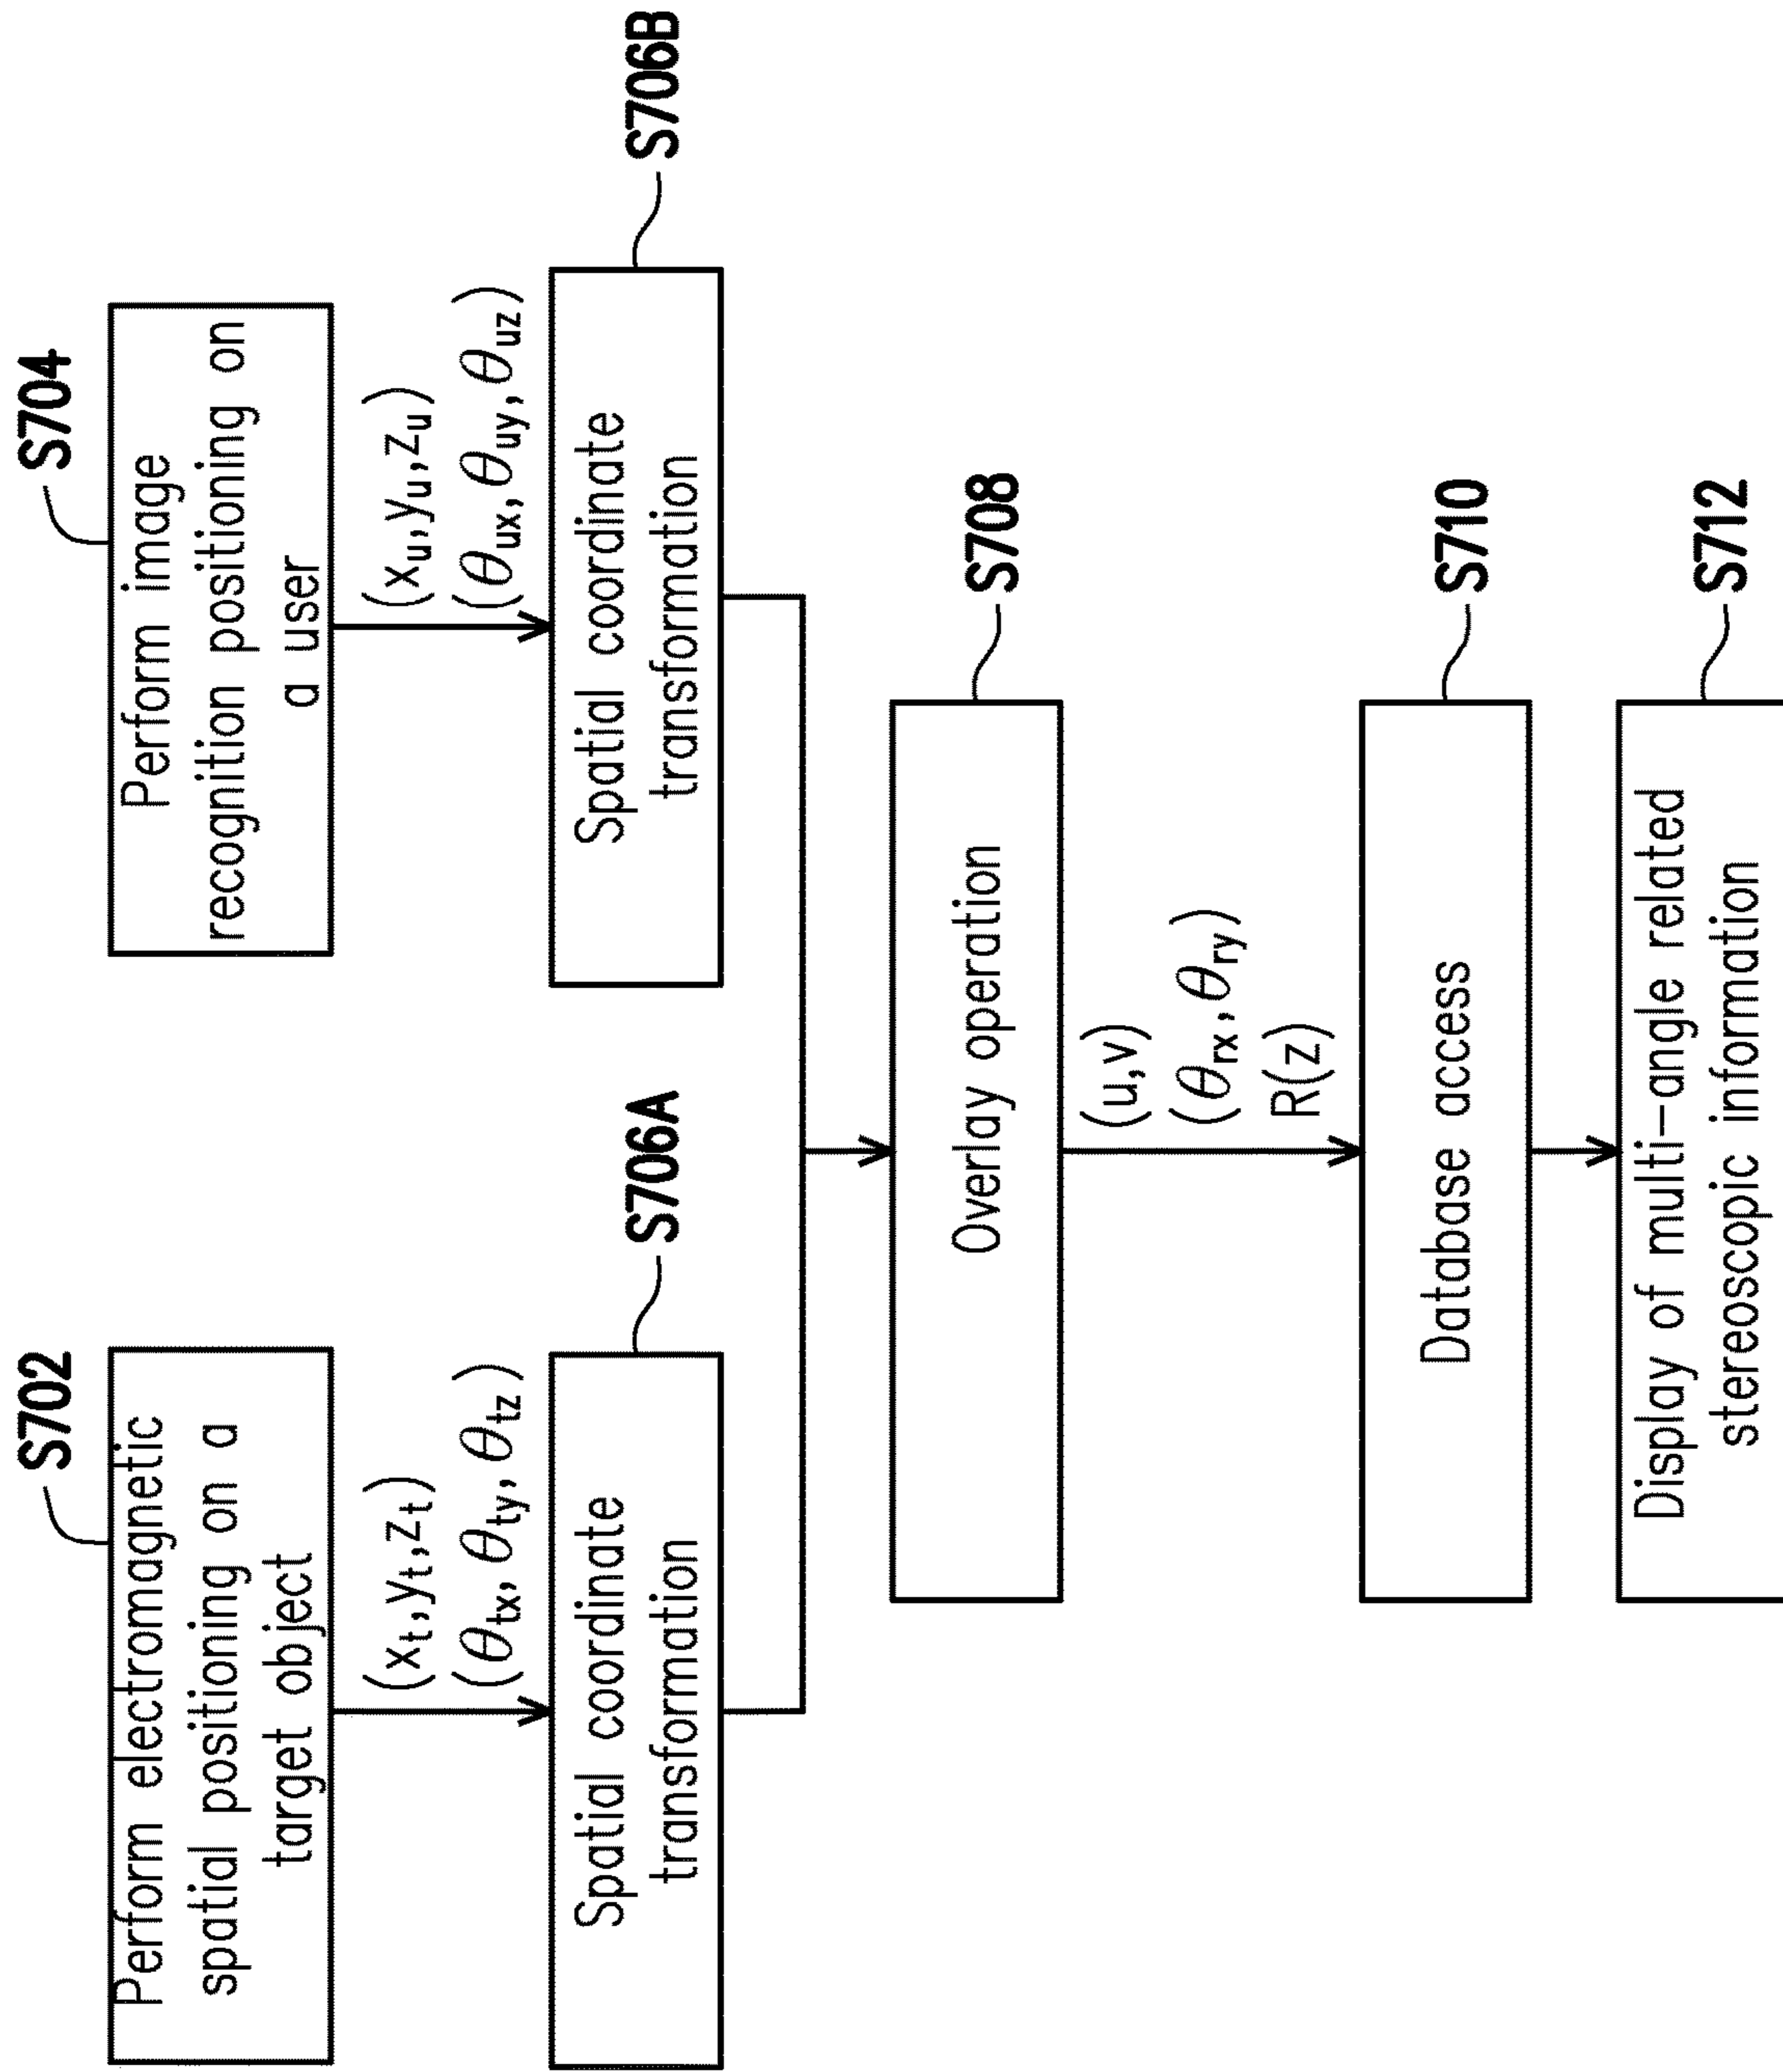 S702
Perform electromagnetic
spatial positioning on a
target object
(xt,yt,zt)
(θtx,θty,θtz)
S706A
Spatial coordinate
transformation
S704
Perform image
recognition positioning on
a user
(xu,yu,zu)
(θux,θuy,θuz)
S706B
Spatial coordinate
transformation
S708
Overlay operation
(u,v)
(θrx,θry)
R(z)
S710
Database access
S712
Display of multi-angle related
stereoscopic information